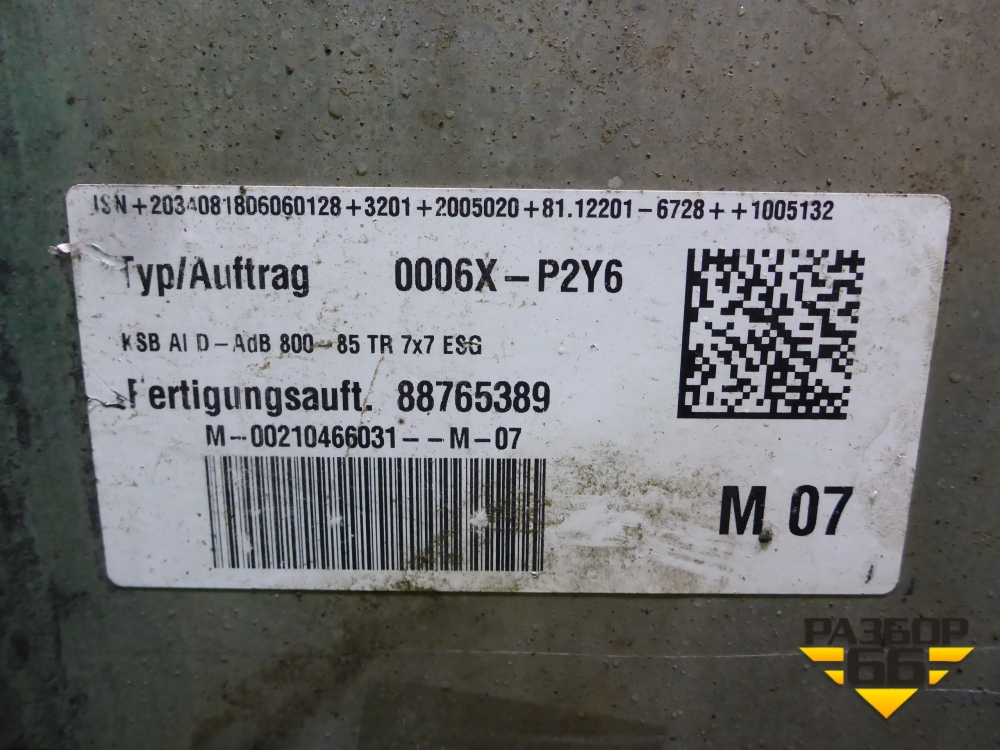 ISN+2034081806060128+3201+2005020+81.12201-6728++1005132
Typ/Auftrag 0006X-P2Y6
KSB Al D-AdB 800-85 TR 7x7 ESG
Fertigungsauft. 88765389
M-00210466031--M-07
M 07
РАЗБОР
66